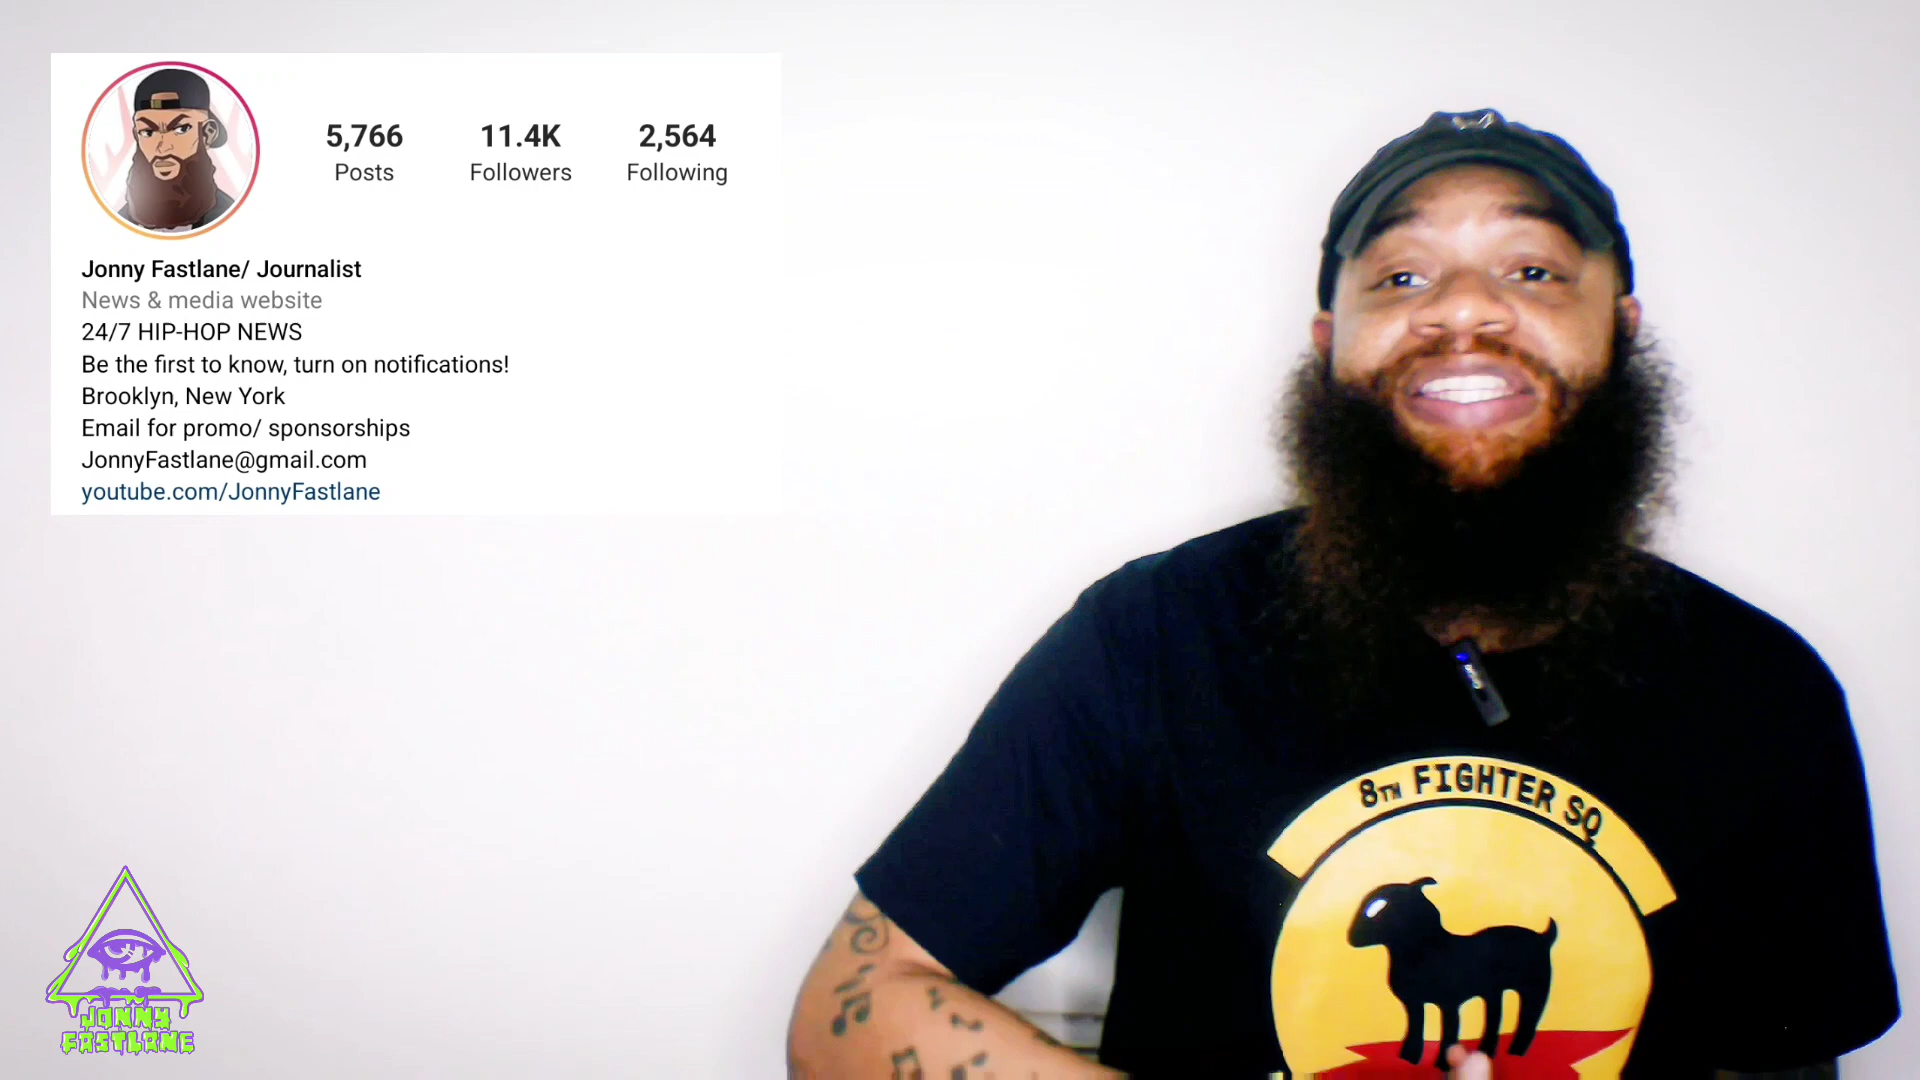 5,766 11.4K 2,564
Posts Followers Following
Jonny Fastlane/ Journalist
News & media website
24/7 HIP-HOP NEWS
Be the first to know, turn on notifications!
Brooklyn, New York
Email for promo/ sponsorships
JonnyFastlane@gmail.com
youtube.com/JonnyFastlane
8TH FIGHTER SQ
JONNY
FASTLANE